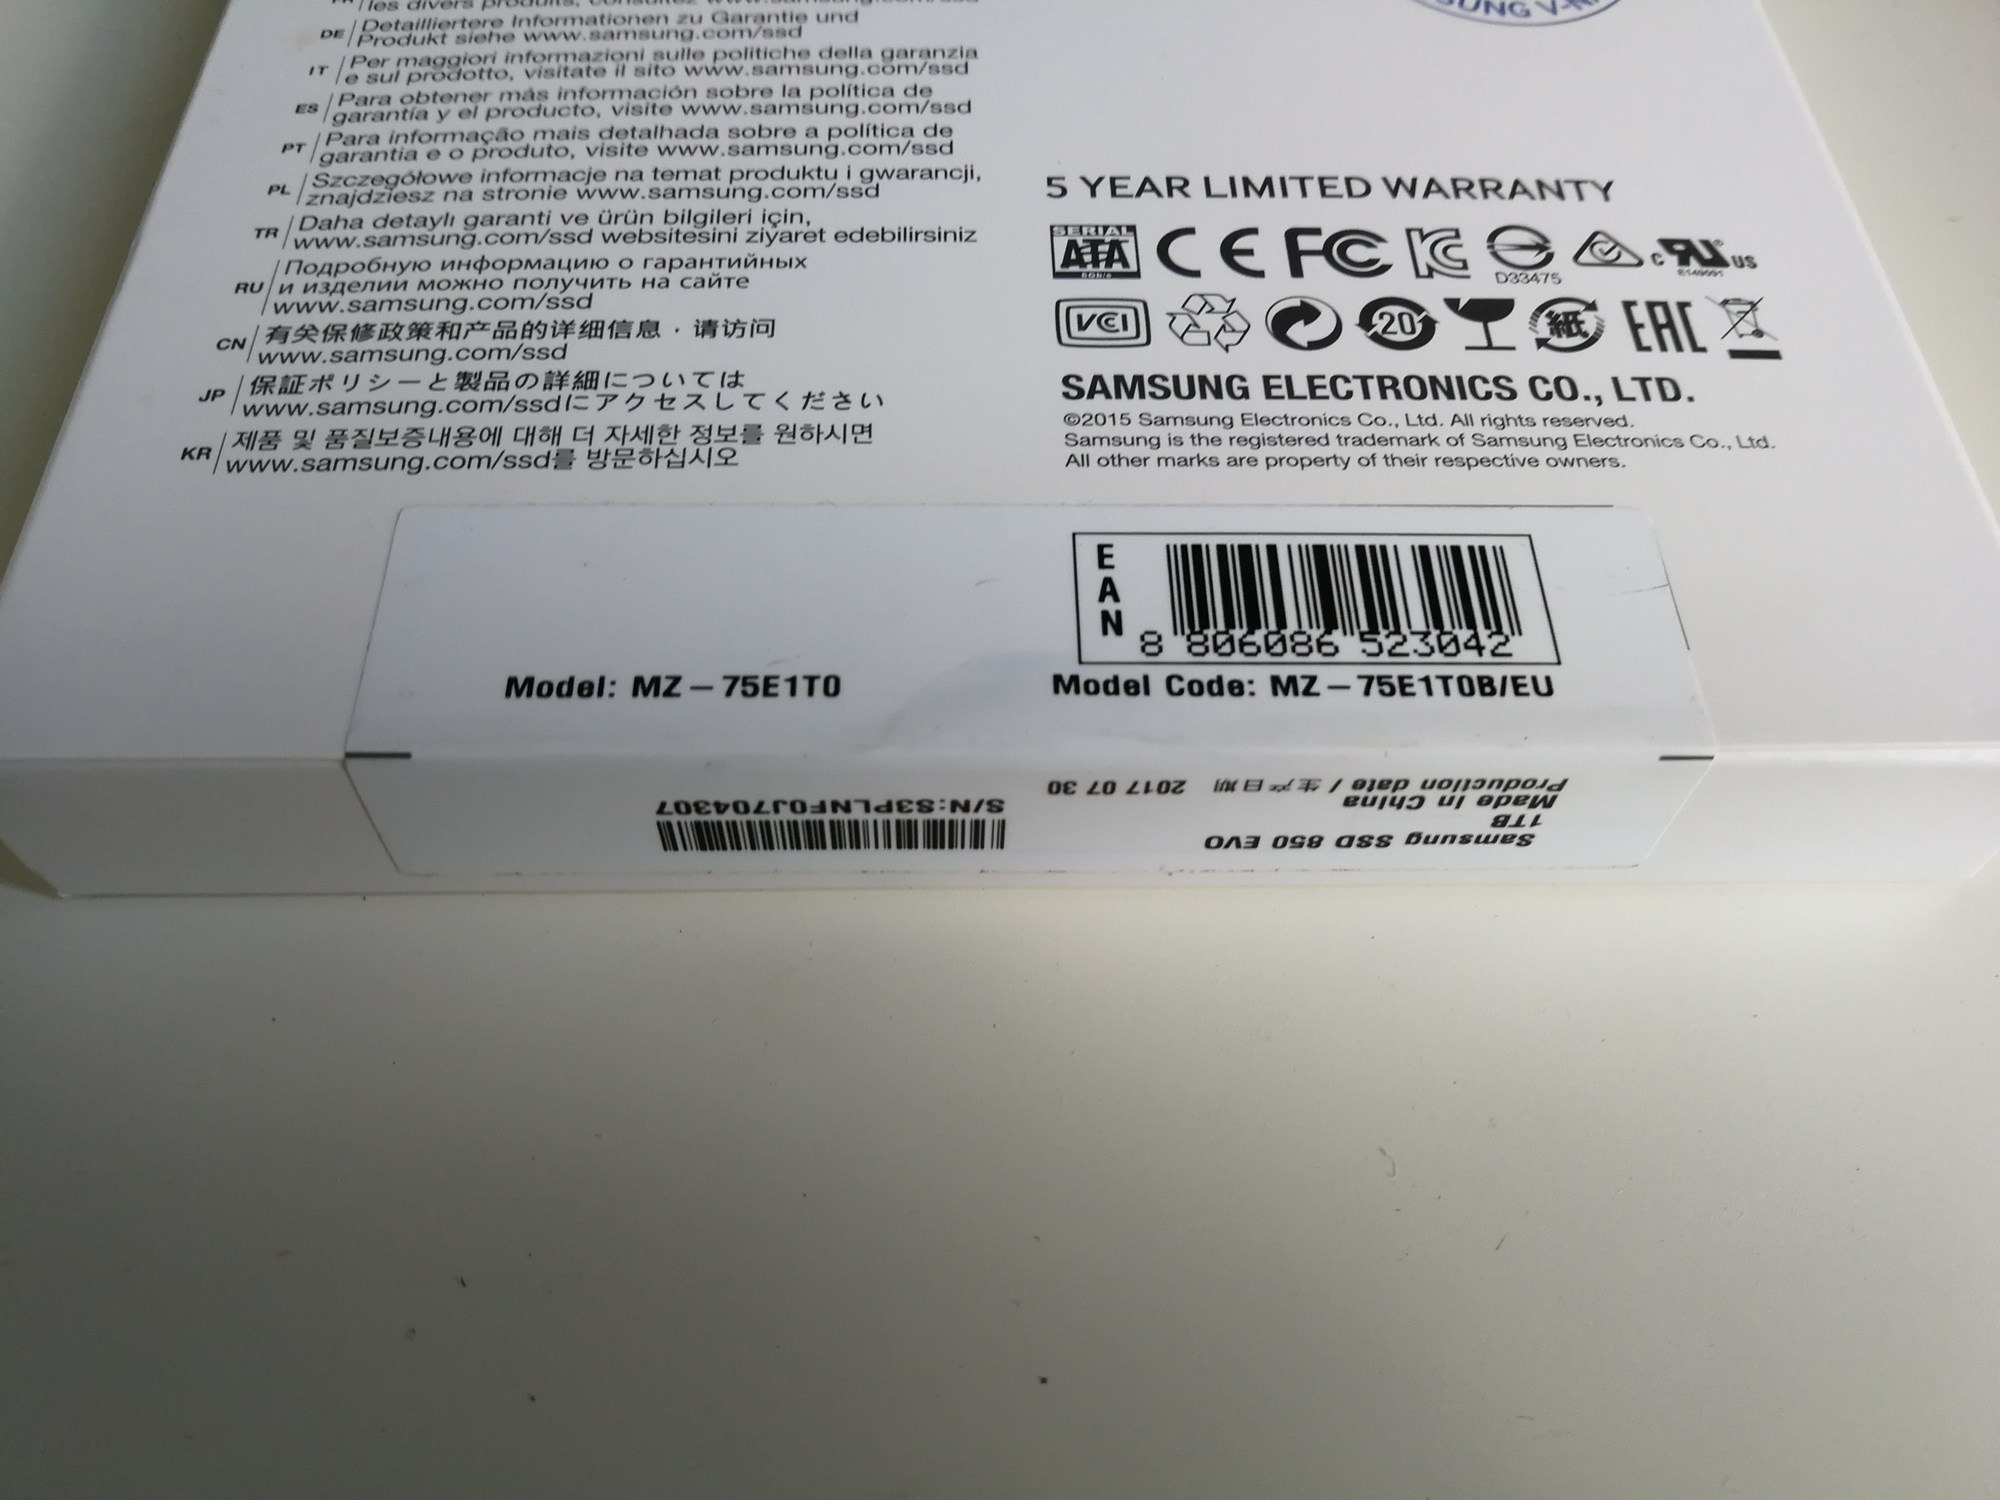 les divers produits, consultez www.samsung.com/ssd
DE Detailliertere Informationen zu Garantie und
Produkt siehe www.samsung.com/ssd
IT Per maggiori informazioni sulle politiche della garanzia
e sul prodotto, visitate il sito www.samsung.com/ssd
ES Para obtener más información sobre la política de
garantía y el producto, visite www.samsung.com/ssd
PT Para informação mais detalhada sobre a política de
garantia e o produto, visite www.samsung.com/ssd
PL Szczegółowe informacje na temat produktu i gwarancji,
znajdziesz na stronie www.samsung.com/ssd
TR Daha detaylı garanti ve ürün bilgileri için,
www.samsung.com/ssd websitesini ziyaret edebilirsiniz
RU Подробную информацию о гарантийных
и изделии можно получить на сайте
www.samsung.com/ssd
CN 有关保修政策和产品的详细信息，请访问
www.samsung.com/ssd
JP 保証ポリシーと製品の詳細については
www.samsung.com/ssdにアクセスしてください
KR 제품 및 품질보증내용에 대해 더 자세한 정보를 원하시면
www.samsung.com/ssd를 방문하십시오
5 YEAR LIMITED WARRANTY
SERIAL
ATA
CE FC KC
D33475
C RU US
E149091
VCI
20
紙
EAC
SAMSUNG ELECTRONICS CO., LTD.
©2015 Samsung Electronics Co., Ltd. All rights reserved.
Samsung is the registered trademark of Samsung Electronics Co., Ltd.
All other marks are property of their respective owners.
EAN
8 806086 523042
Model: MZ-75E1T0
Model Code: MZ-75E1T0B/EU
Samsung SSD 850 EVO
1TB
Made in China
Production date / 生产日期 2017 07 30
S/N:S3PLNF0J704307